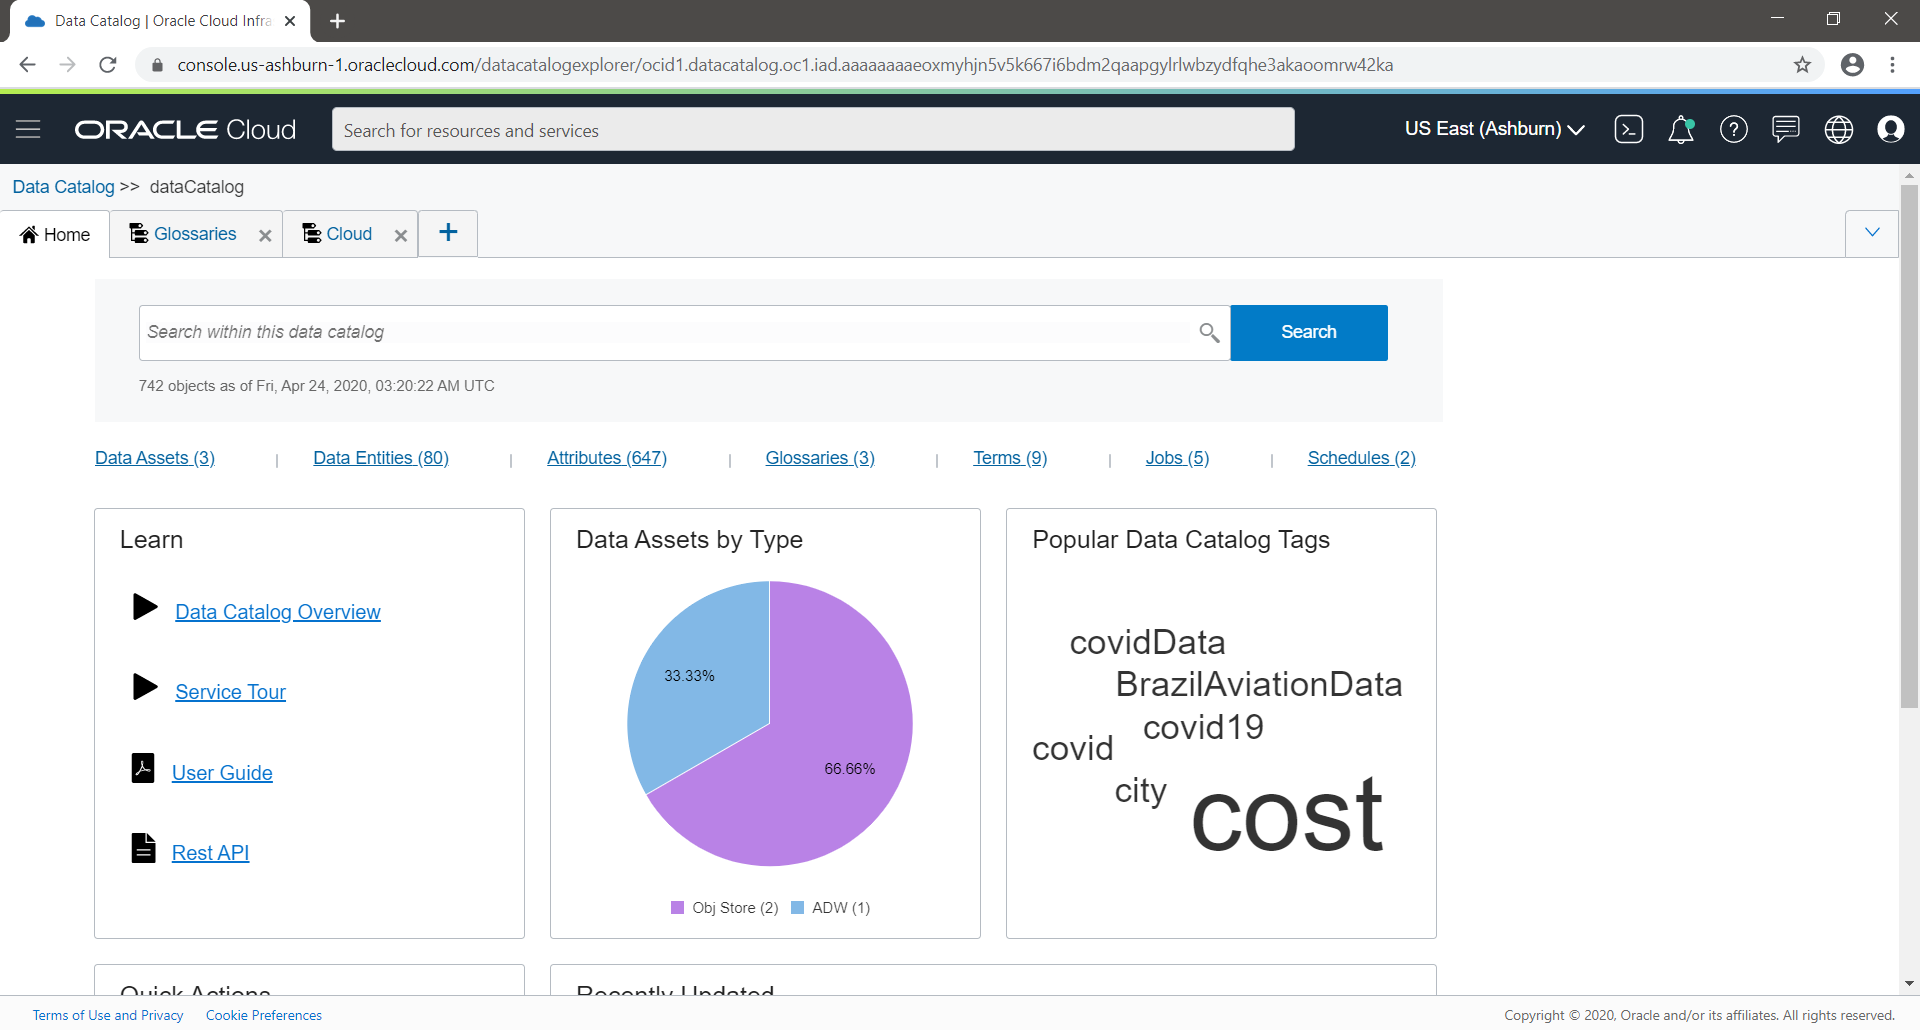 Data Catalog | Oracle Cloud Infra
console.us-ashburn-1.oraclecloud.com/datacatalogexplorer/ocid1.datacatalog.oc1.iad.aaaaaaaaeoxmyhjn5v5k667i6bdm2qaapgylrlwbzydfqhe3akaoomrw42ka
ORACLE Cloud
Search for resources and services
US East (Ashburn)
Data Catalog >> dataCatalog
Home
Glossaries
Cloud
Search within this data catalog
Search
742 objects as of Fri, Apr 24, 2020, 03:20:22 AM UTC
Data Assets (3) | Data Entities (80) | Attributes (647) | Glossaries (3) | Terms (9) | Jobs (5) | Schedules (2)
Learn
Data Catalog Overview
Service Tour
User Guide
Rest API
Data Assets by Type
33.33%
66.66%
Obj Store (2) ADW (1)
Popular Data Catalog Tags
covidData
BrazilAviationData
covid19
covid
city
cost
Quick Actions
Recently Updated
Terms of Use and Privacy Cookie Preferences
Copyright © 2020, Oracle and/or its affiliates. All rights reserved.